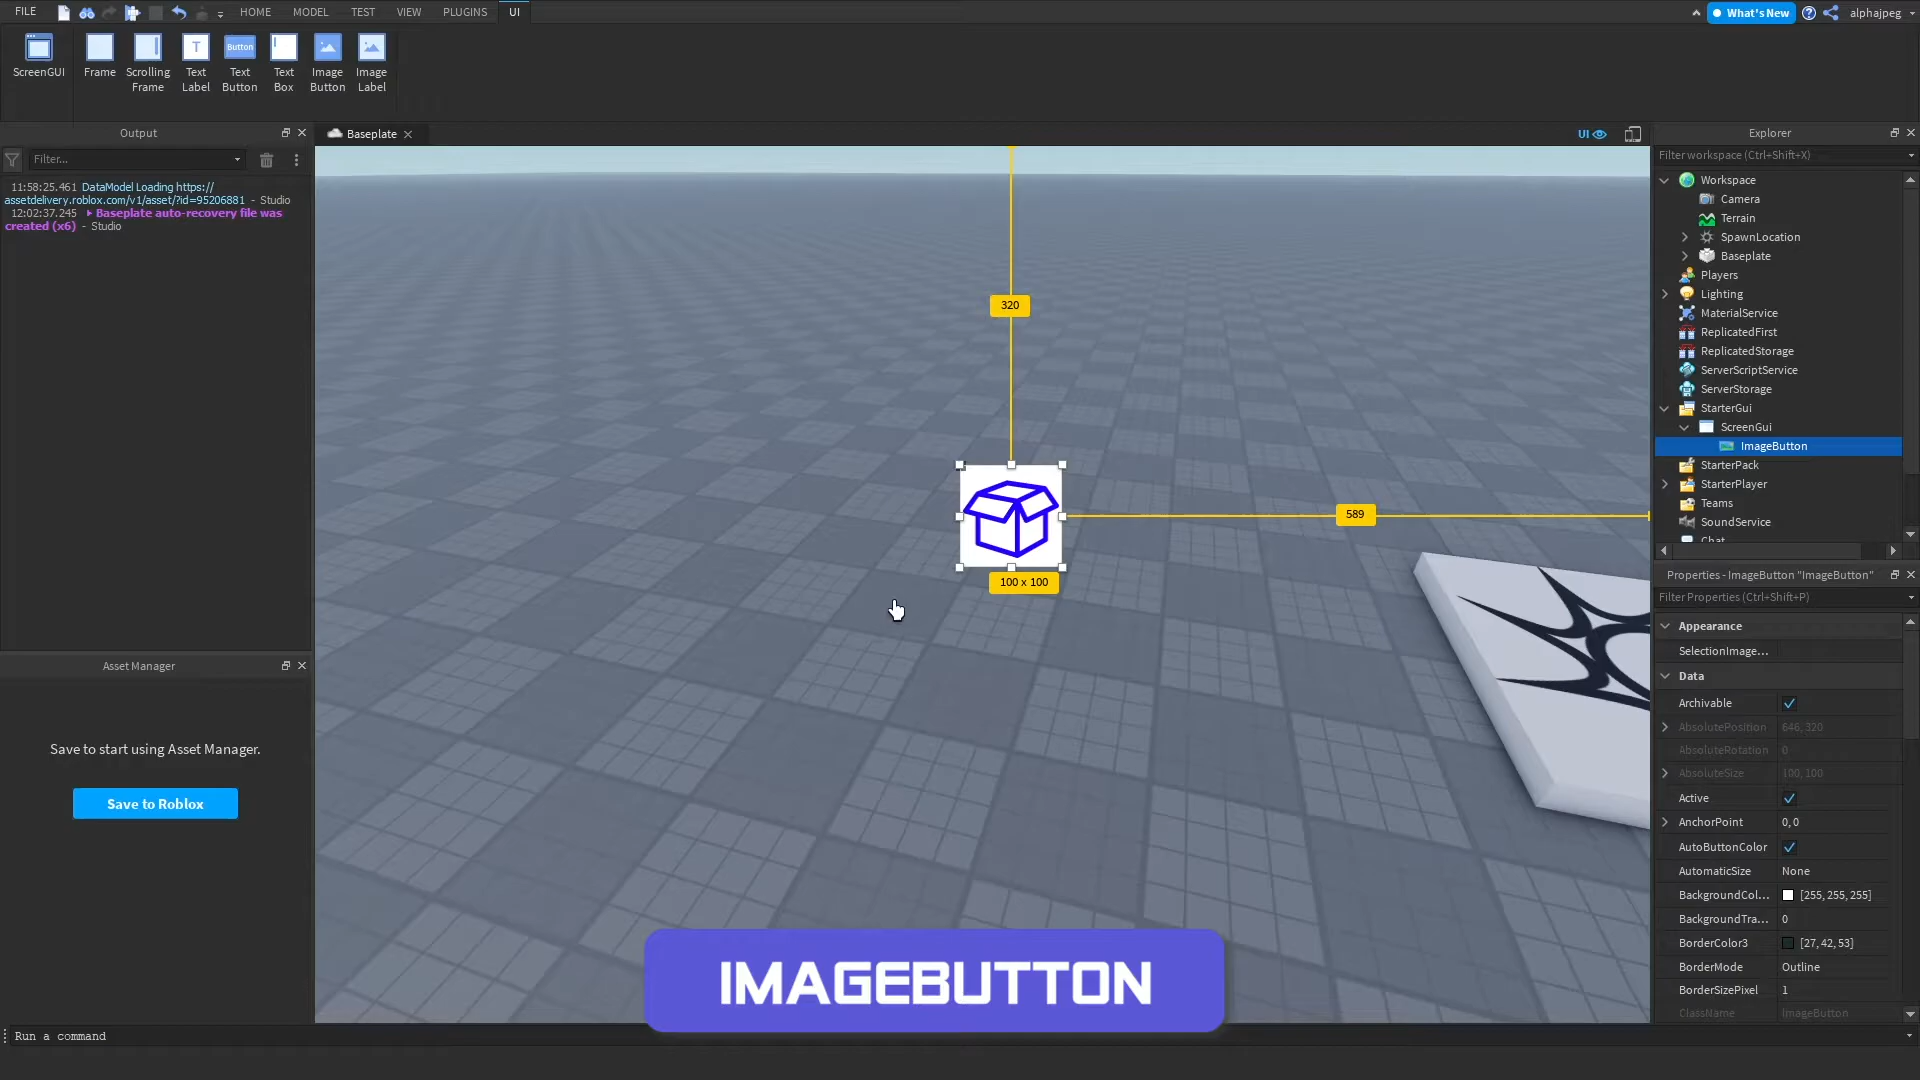 FILE
HOME
MODEL
TEST
VIEW
PLUGINS
UI
What's New
alphajpeg
ScreenGUI
Frame
Scrolling
Frame
T
Text
Label
Button
Text
Button
Text
Box
Image
Button
Image
Label
Output
Filter...
11:58:25.461 DataModel Loading https://
assetdelivery.roblox.com/v1/asset/?id=95206881 - Studio
12:02:37.245 Baseplate auto-recovery file was
created (x6) - Studio
Asset Manager
Save to start using Asset Manager.
Save to Roblox
Baseplate
UI
320
589
100 x 100
IMAGEBUTTON
Explorer
Filter workspace (Ctrl+Shift+X)
Workspace
Camera
Terrain
SpawnLocation
Baseplate
Players
Lighting
MaterialService
ReplicatedFirst
ReplicatedStorage
ServerScriptService
ServerStorage
StarterGui
ScreenGui
ImageButton
StarterPack
StarterPlayer
Teams
SoundService
Chat
Properties - ImageButton "ImageButton"
Filter Properties (Ctrl+Shift+P)
Appearance
SelectionImage...
Data
Archivable
AbsolutePosition 646, 320
AbsoluteRotation 0
AbsoluteSize 100, 100
Active
AnchorPoint 0, 0
AutoButtonColor
AutomaticSize None
BackgroundCol... [255, 255, 255]
BackgroundTra... 0
BorderColor3 [27, 42, 53]
BorderMode Outline
BorderSizePixel 1
ClassName ImageButton
Run a command